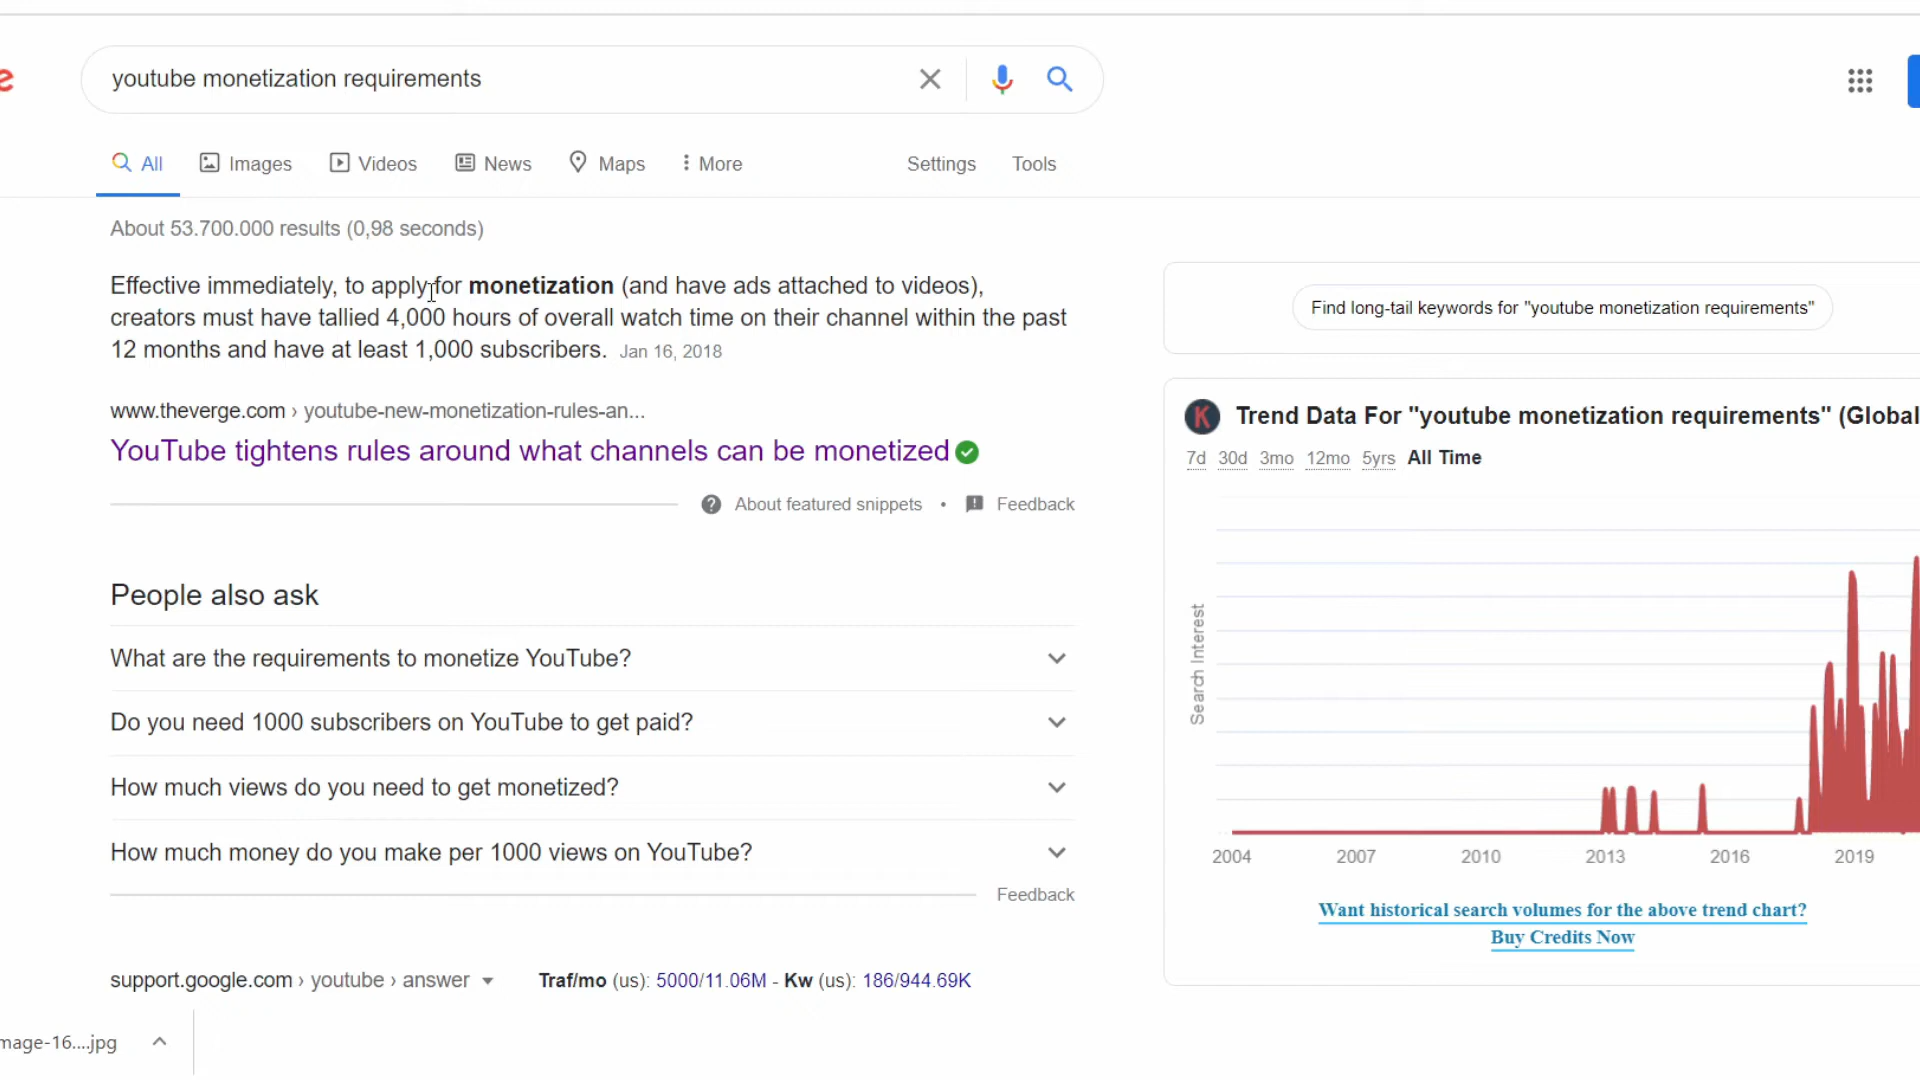 e
youtube monetization requirements
All Images Videos News Maps More Settings Tools
About 53.700.000 results (0,98 seconds)
Effective immediately, to apply for monetization (and have ads attached to videos),
creators must have tallied 4,000 hours of overall watch time on their channel within the past
12 months and have at least 1,000 subscribers. Jan 16, 2018
www.theverge.com › youtube-new-monetization-rules-an...
YouTube tightens rules around what channels can be monetized
About featured snippets • Feedback
People also ask
What are the requirements to monetize YouTube?
Do you need 1000 subscribers on YouTube to get paid?
How much views do you need to get monetized?
How much money do you make per 1000 views on YouTube?
Feedback
support.google.com › youtube › answer Traf/mo (us): 5000/11.06M - Kw (us): 186/944.69K
mage-16....jpg
Find long-tail keywords for "youtube monetization requirements"
K Trend Data For "youtube monetization requirements" (Global
7d 30d 3mo 12mo 5yrs All Time
Search Interest
2004 2007 2010 2013 2016 2019
Want historical search volumes for the above trend chart?
Buy Credits Now